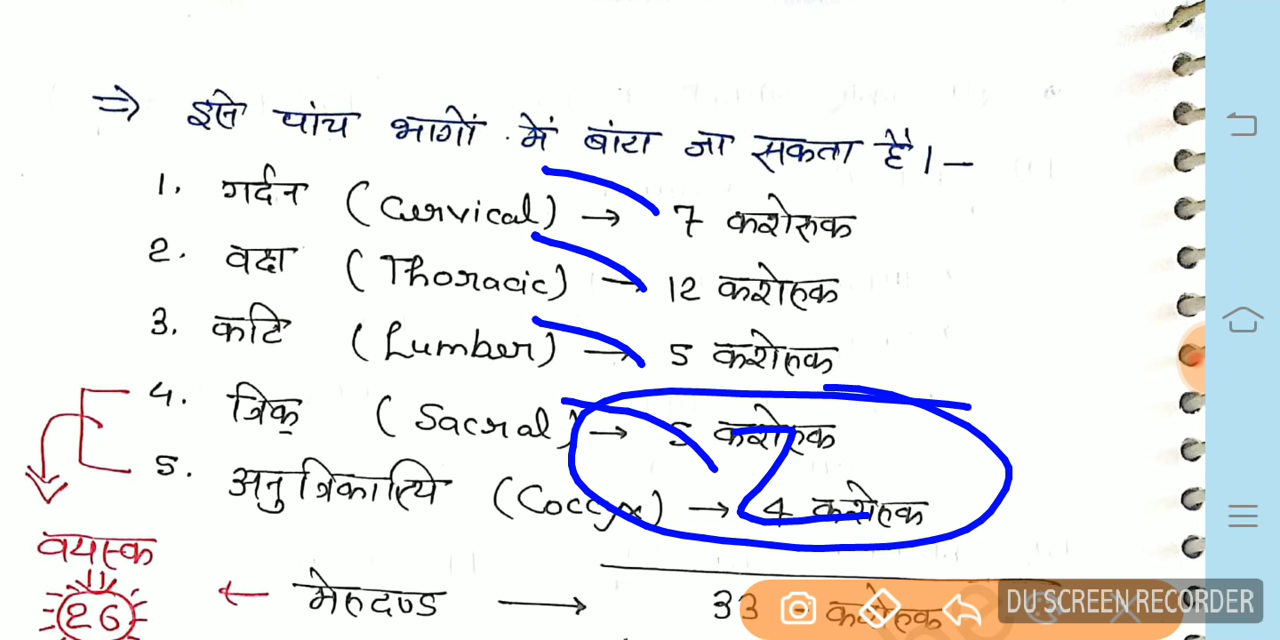 ⇒ इसे पांच भागों में बांटा जा सकता है।-
1. गर्दन (Cervical) → 7 कशेरुक
2. वक्ष (Thoracic) → 12 कशेरुक
3. कटि (Lumber) → 5 कशेरुक
4. त्रिक (Sacral) → 5 कशेरुक
5. अनुत्रिकास्थि (Coccyx) → 4 कशेरुक
वयस्क
26 ← मेरुदण्ड → 33 - कशेरुक
DU SCREEN RECORDER